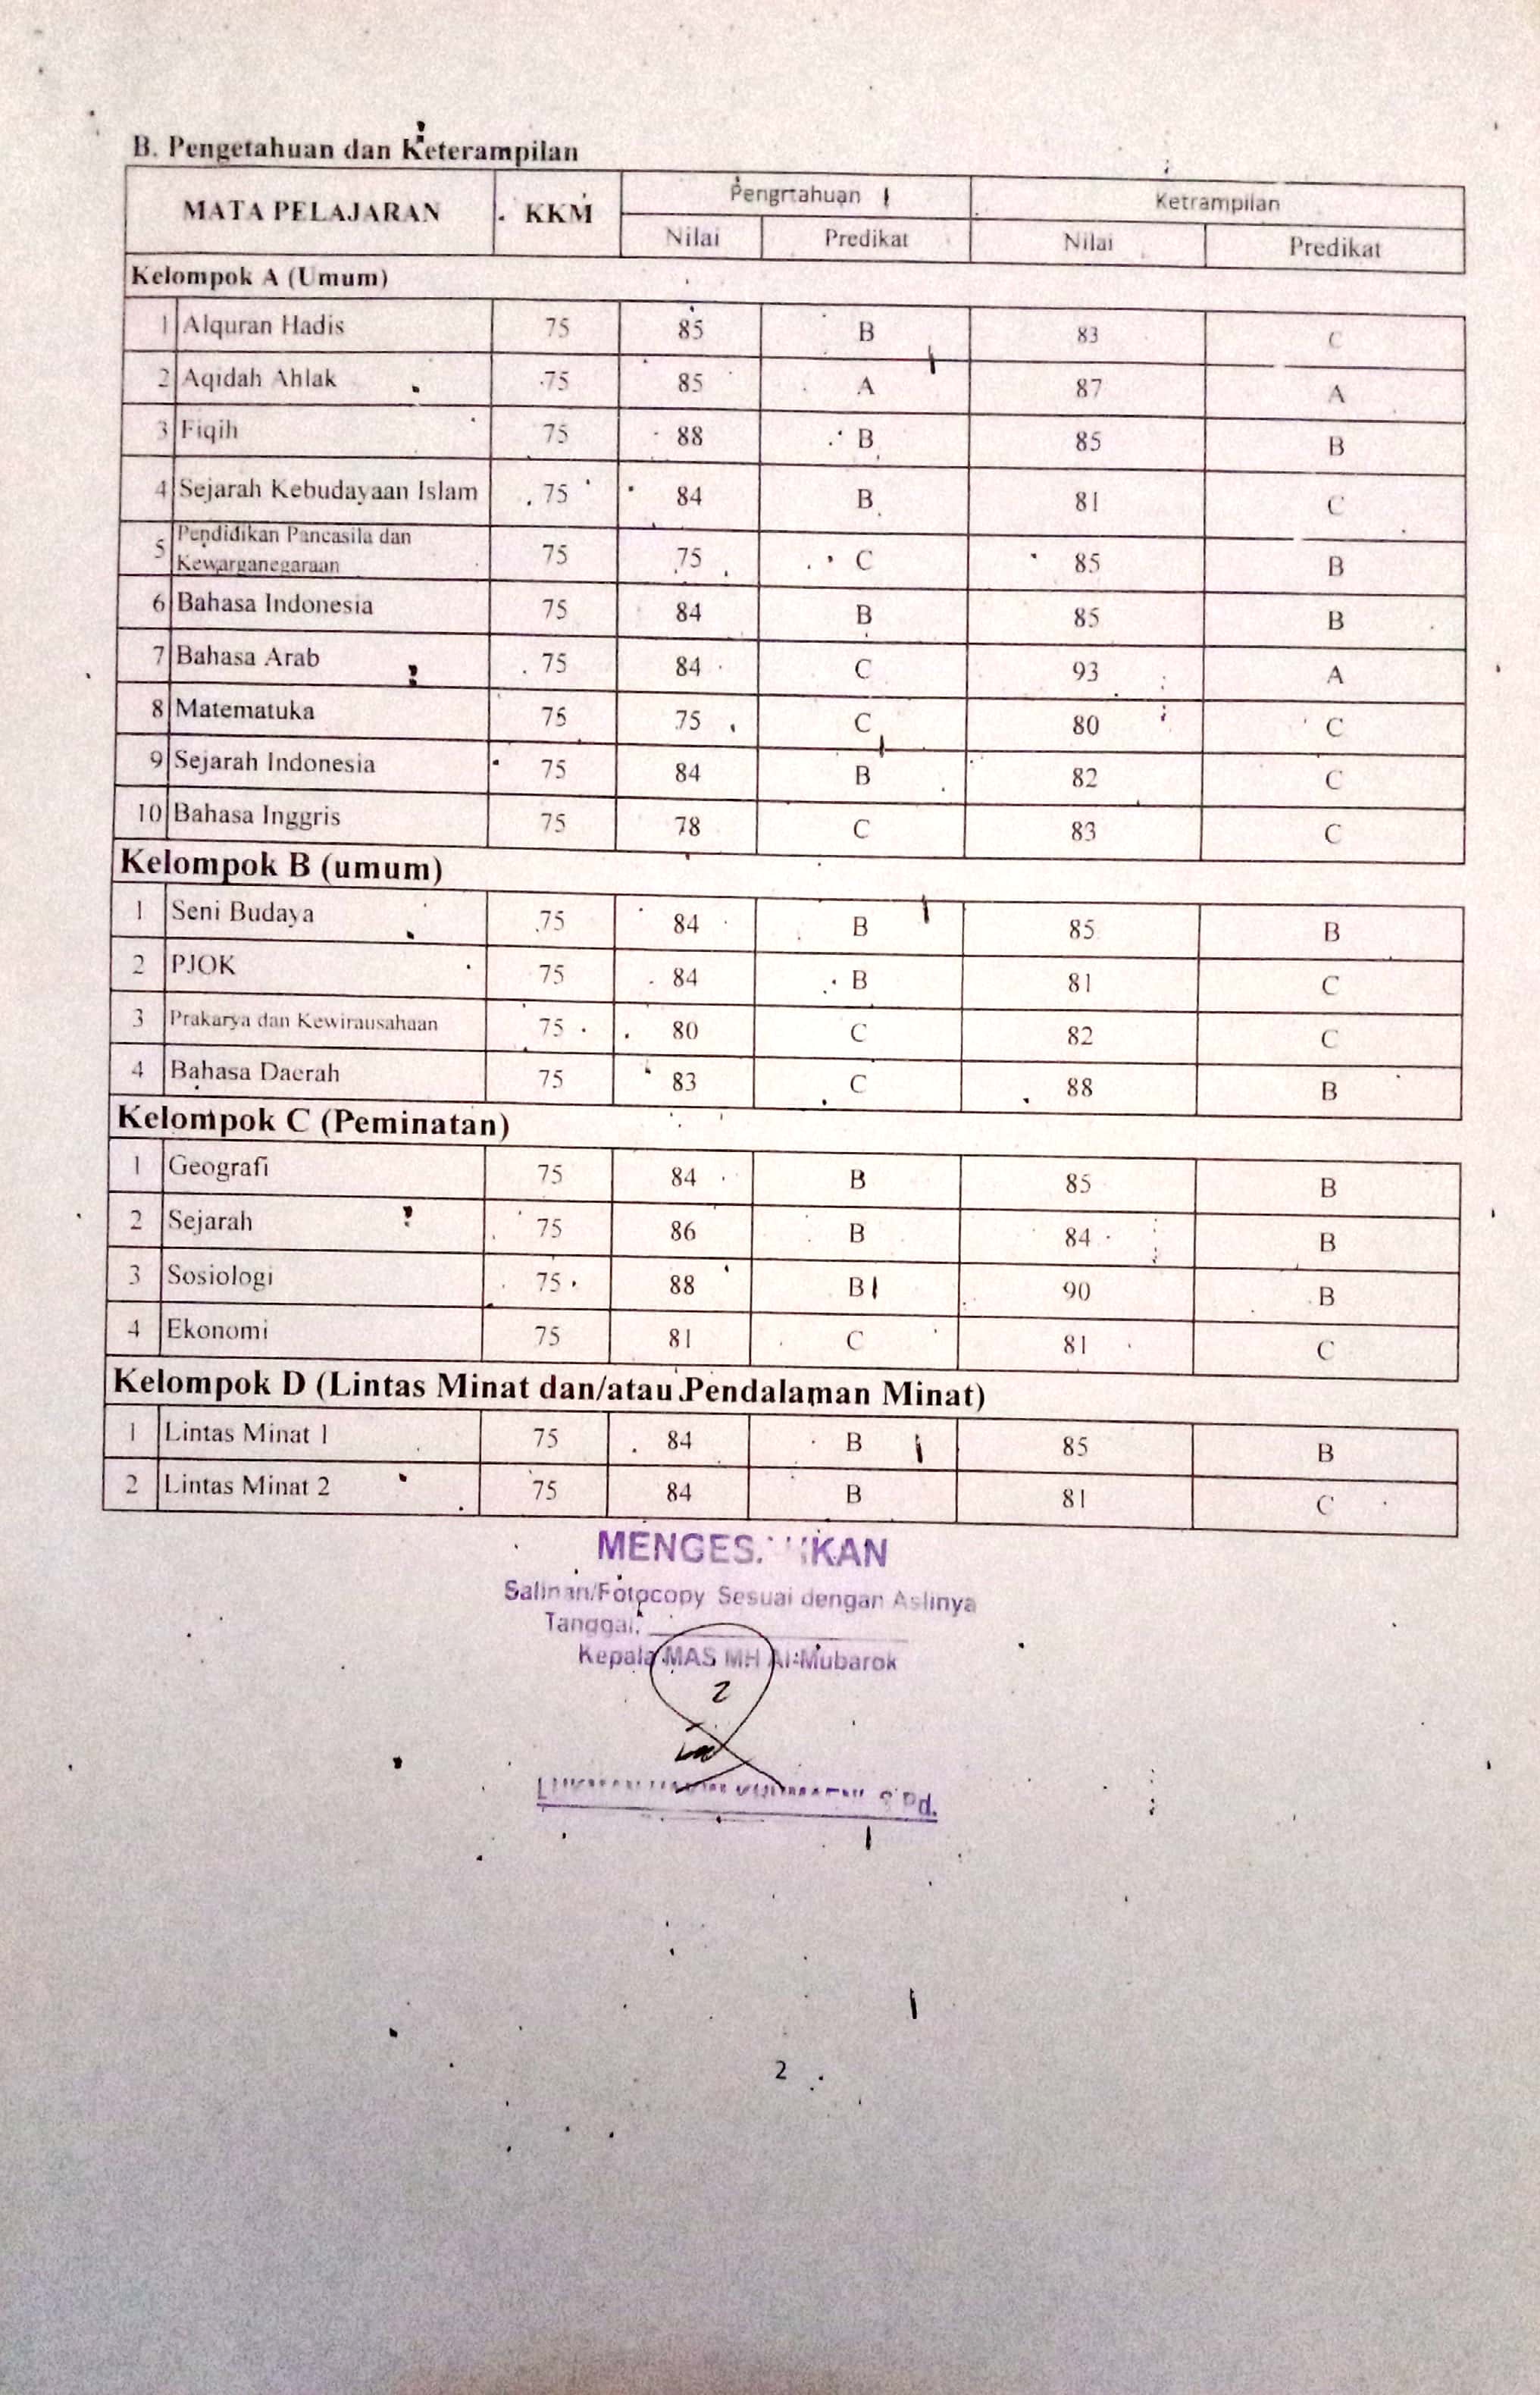 B. Pengetahuan dan Keterampilan
MATA PELAJARAN KKM Pengrtahuan Ketrampilan
Nilai Predikat Nilai Predikat
Kelompok A (Umum)
1 Alquran Hadis 75 85 B 83 C
2 Aqidah Ahlak 75 85 A 87 A
3 Fiqih 75 88 B 85 B
4 Sejarah Kebudayaan Islam 75 84 B 81 C
5 Pendidikan Pancasila dan
Kewarganegaraan 75 75 C 85 B
6 Bahasa Indonesia 75 84 B 85 B
7 Bahasa Arab 75 84 C 93 A
8 Matematuka 75 75 C 80 C
9 Sejarah Indonesia 75 84 B 82 C
10 Bahasa Inggris 75 78 C 83 C
Kelompok B (umum)
1 Seni Budaya 75 84 B 85 B
2 PJOK 75 84 B 81 C
3 Prakarya dan Kewirausahaan 75 80 C 82 C
4 Bahasa Daerah 75 83 C 88 B
Kelompok C (Peminatan)
1 Geografi 75 84 B 85 B
2 Sejarah 75 86 B 84 B
3 Sosiologi 75 88 B 90 B
4 Ekonomi 75 81 C 81 C
Kelompok D (Lintas Minat dan/atau Pendalaman Minat)
1 Lintas Minat 1 75 84 B 85 B
2 Lintas Minat 2 75 84 B 81 C
Salinan/Fotocopy Sesuai dengan Aslinya
Tanggal:
Kepala MAS MH Al-Mubarok
S.Pd.
2